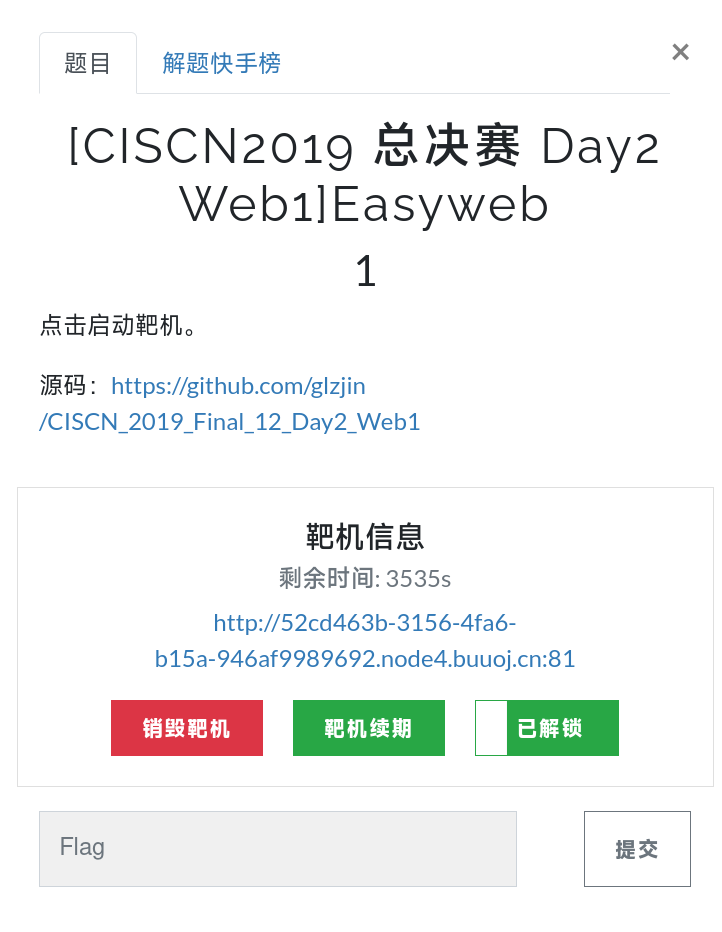 题目 解题快手榜 ×
[CISCN2019 总决赛 Day2
Web1]Easyweb
1
点击启动靶机。
源码：https://github.com/glzjin
/CISCN_2019_Final_12_Day2_Web1
靶机信息
剩余时间: 3535s
http://52cd463b-3156-4fa6-
b15a-946af9989692.node4.buuoj.cn:81
销毁靶机 靶机续期 已解锁
Flag 提交